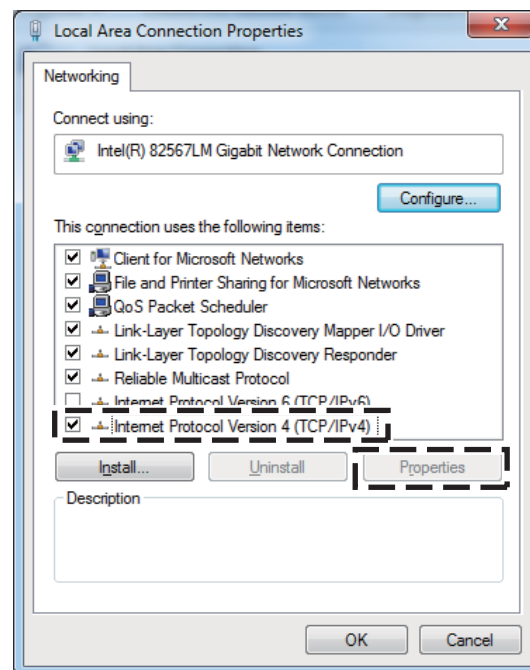 Local Area Connection Properties
Networking
Connect using:
Intel(R) 82567LM Gigabit Network Connection
Configure...
This connection uses the following items:
Client for Microsoft Networks
File and Printer Sharing for Microsoft Networks
QoS Packet Scheduler
Link-Layer Topology Discovery Mapper I/O Driver
Link-Layer Topology Discovery Responder
Reliable Multicast Protocol
Internet Protocol Version 6 (TCP/IPv6)
Internet Protocol Version 4 (TCP/IPv4)
Install... Uninstall Properties
Description
OK Cancel